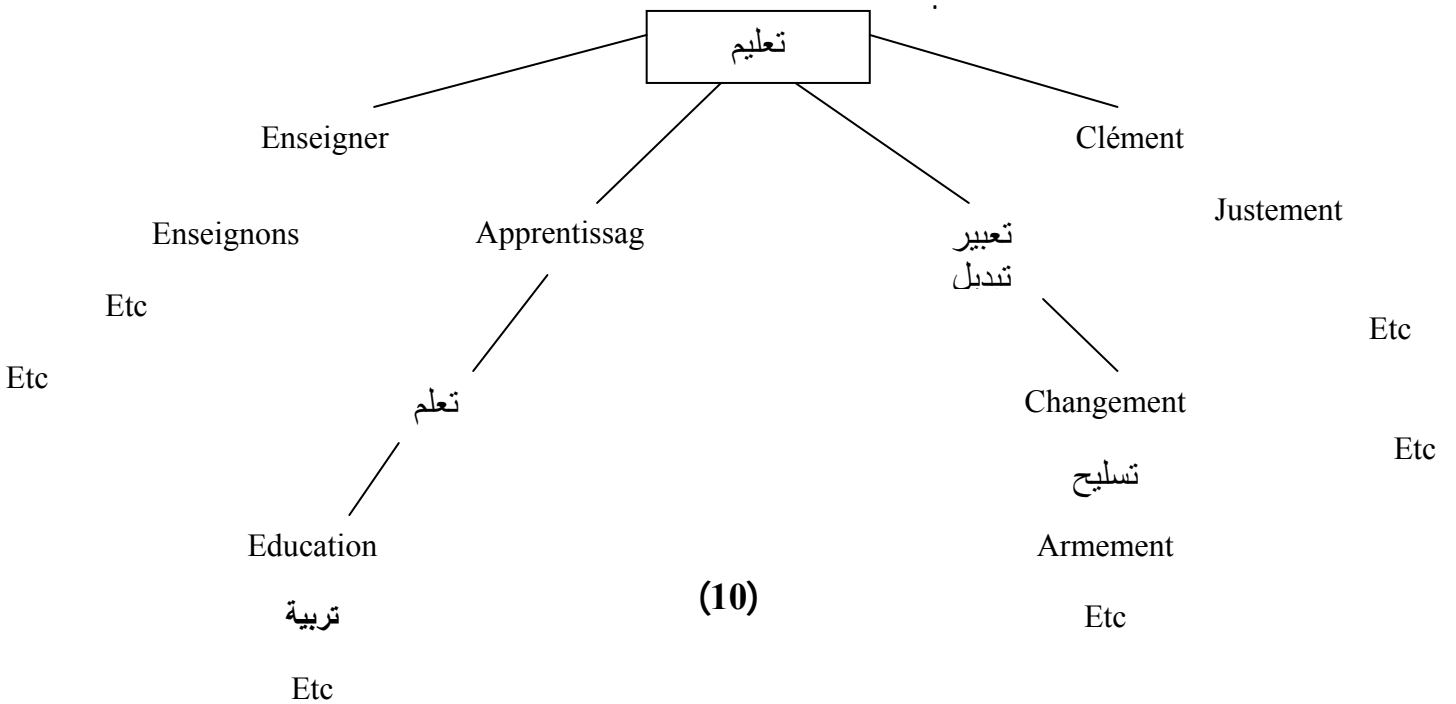 تعليم
Enseigner
Clément
Enseignons
Apprentissag
تعبير
تبديل
Justement
Etc
Etc
Etc
تعلم
Changement
Etc
تسليح
Education
Armement
تربية
(10)
Etc
Etc